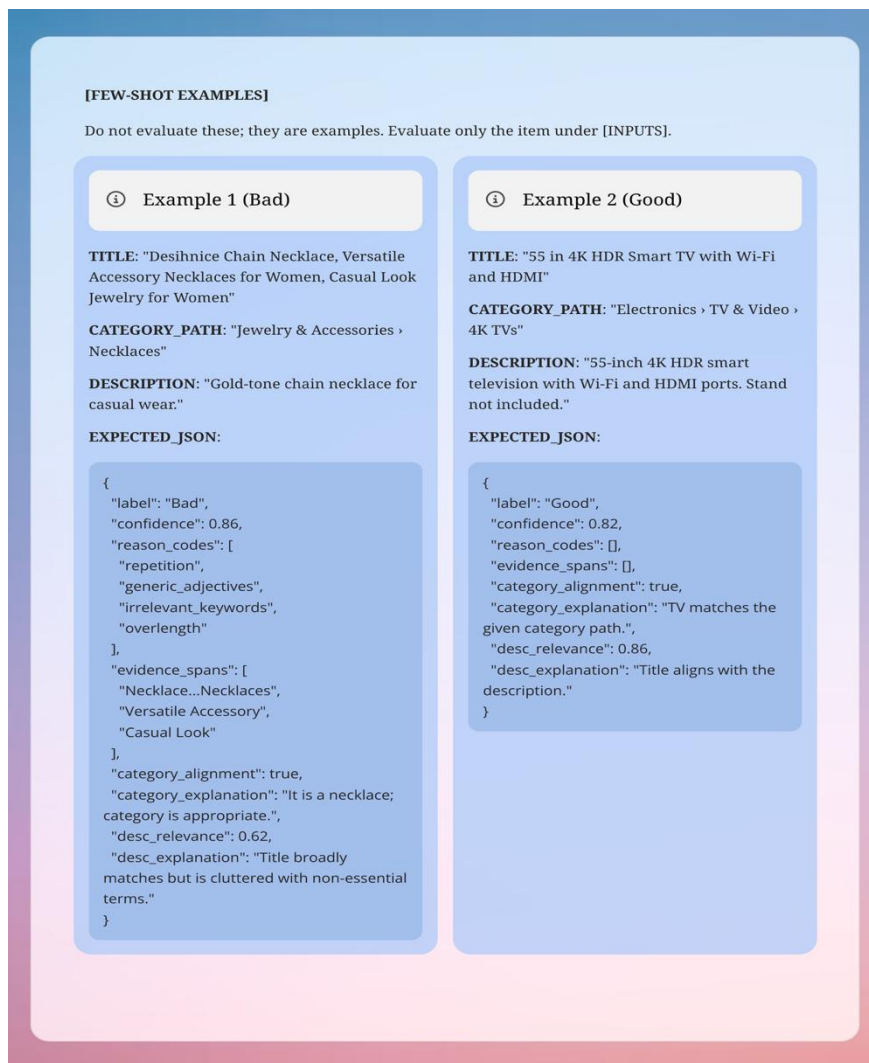 [FEW-SHOT EXAMPLES]
Do not evaluate these; they are examples. Evaluate only the item under [INPUTS].
Example 1 (Bad)
TITLE: "Desihnice Chain Necklace, Versatile
Accessory Necklaces for Women, Casual Look
Jewelry for Women"
CATEGORY_PATH: "Jewelry & Accessories ›
Necklaces"
DESCRIPTION: "Gold-tone chain necklace for
casual wear."
EXPECTED_JSON:
{
"label": "Bad",
"confidence": 0.86,
"reason_codes": [
"repetition",
"generic_adjectives",
"irrelevant_keywords",
"overlength"
],
"evidence_spans": [
"Necklace...Necklaces",
"Versatile Accessory",
"Casual Look"
],
"category_alignment": true,
"category_explanation": "It is a necklace;
category is appropriate.",
"desc_relevance": 0.62,
"desc_explanation": "Title broadly
matches but is cluttered with non-essential
terms."
}
Example 2 (Good)
TITLE: "55 in 4K HDR Smart TV with Wi-Fi
and HDMI"
CATEGORY_PATH: "Electronics › TV & Video ›
4K TVs"
DESCRIPTION: "55-inch 4K HDR smart
television with Wi-Fi and HDMI ports. Stand
not included."
EXPECTED_JSON:
{
"label": "Good",
"confidence": 0.82,
"reason_codes": [],
"evidence_spans": [],
"category_alignment": true,
"category_explanation": "TV matches the
given category path.",
"desc_relevance": 0.86,
"desc_explanation": "Title aligns with the
description."
}